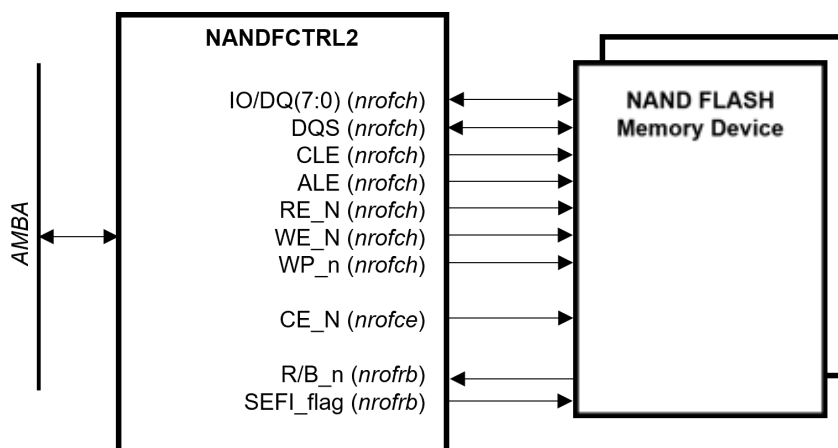 NANDFCTRL2
IO/DQ(7:0) (nrofch)
DQS (nrofch)
CLE (nrofch)
ALE (nrofch)
RE_N (nrofch)
WE_N (nrofch)
WP_n (nrofch)
CE_N (nrofce)
R/B_n (nrofrb)
SEFI_flag (nrofrb)
AMBA
NAND FLASH
Memory Device